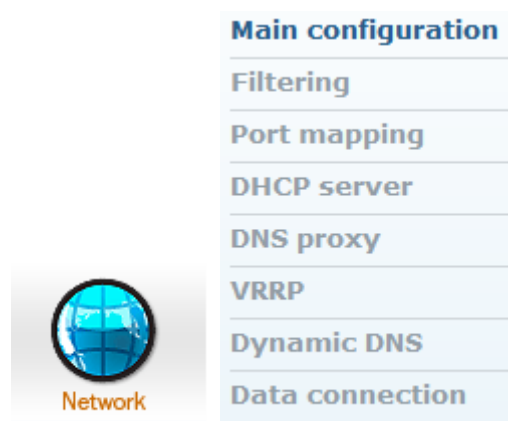 Main configuration
Filtering
Port mapping
DHCP server
DNS proxy
VRRP
Dynamic DNS
Data connection
Network